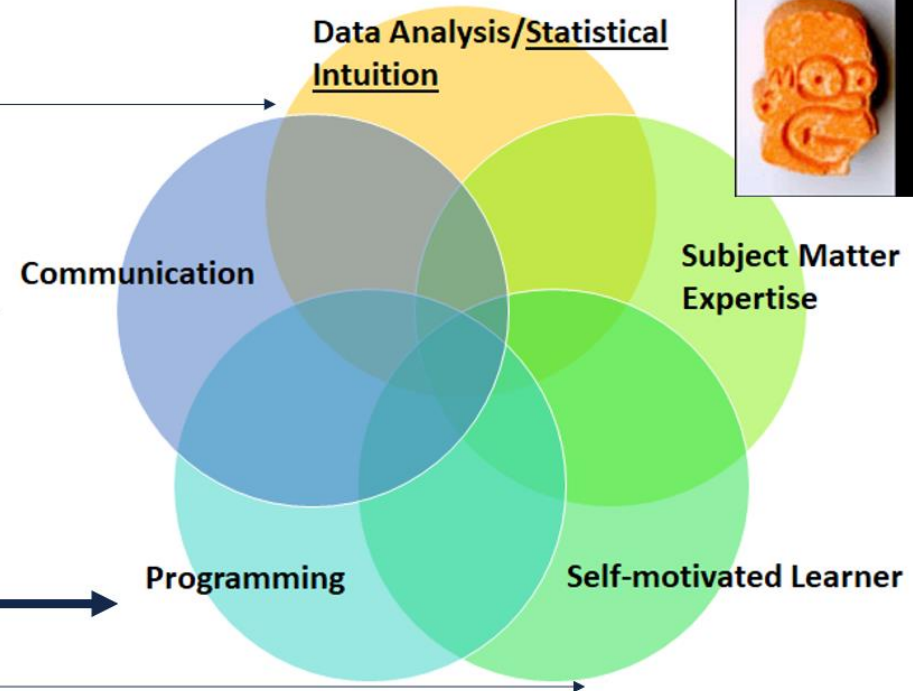 Data Analysis/Statistical
Intuition
Communication
Subject Matter
Expertise
Programming
Self-motivated Learner